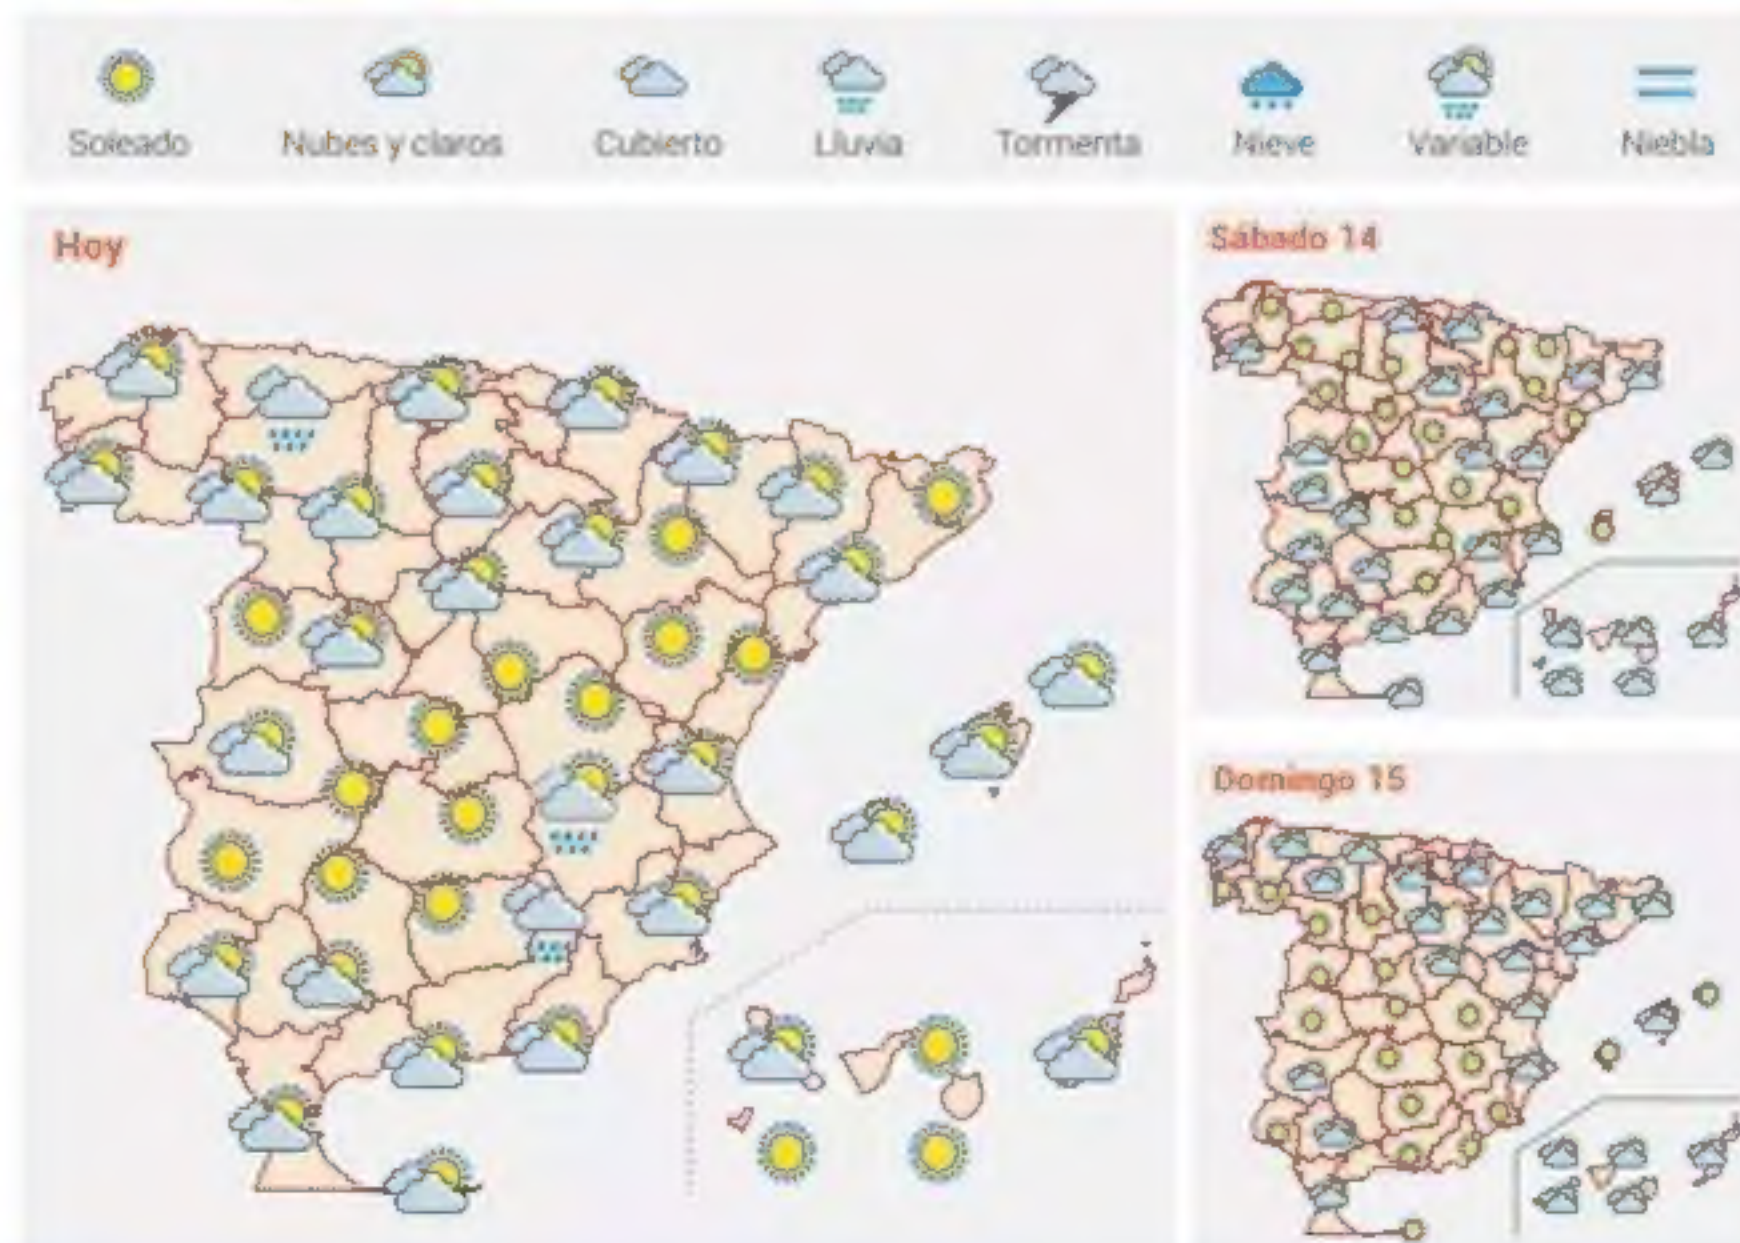 Soleado
Nubes y claros
Cubierto
Lluvia
Tormenta
Nieve
Variable
Niebla
Hoy
Sábado 14
Domingo 15